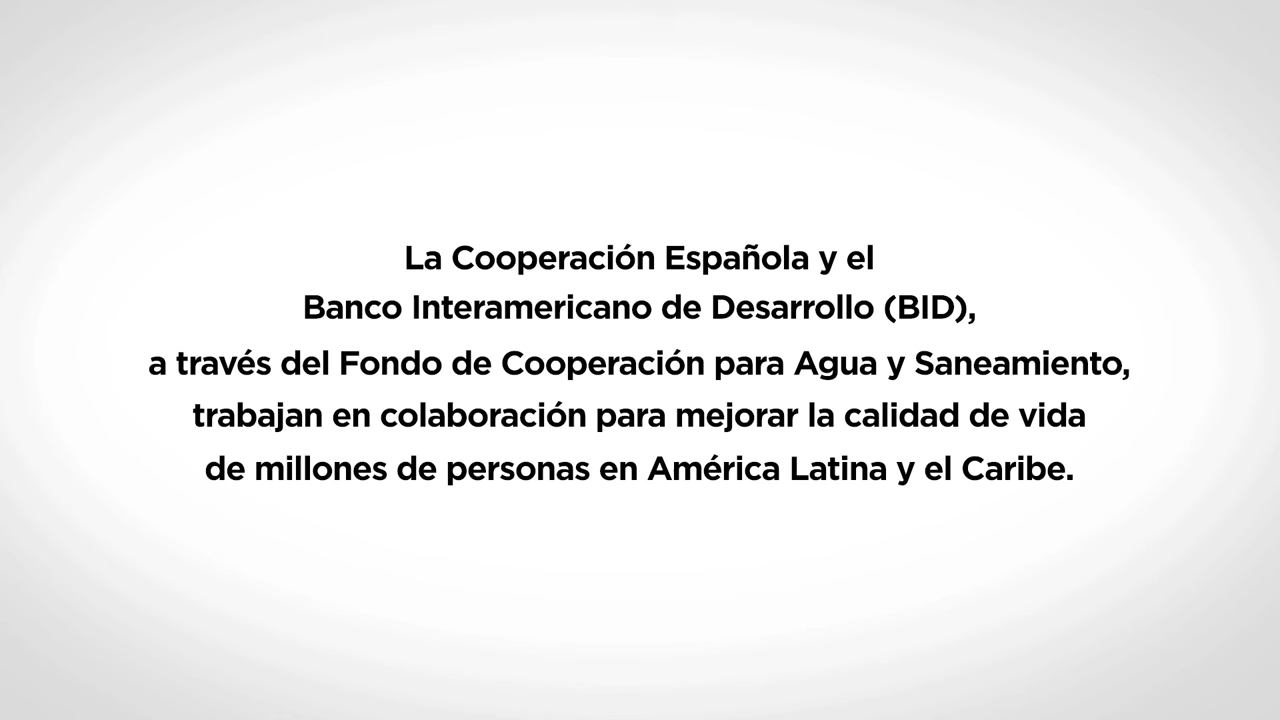 La Cooperación Española y el
Banco Interamericano de Desarrollo (BID),
a través del Fondo de Cooperación para Agua y Saneamiento,
trabajan en colaboración para mejorar la calidad de vida
de millones de personas en América Latina y el Caribe.